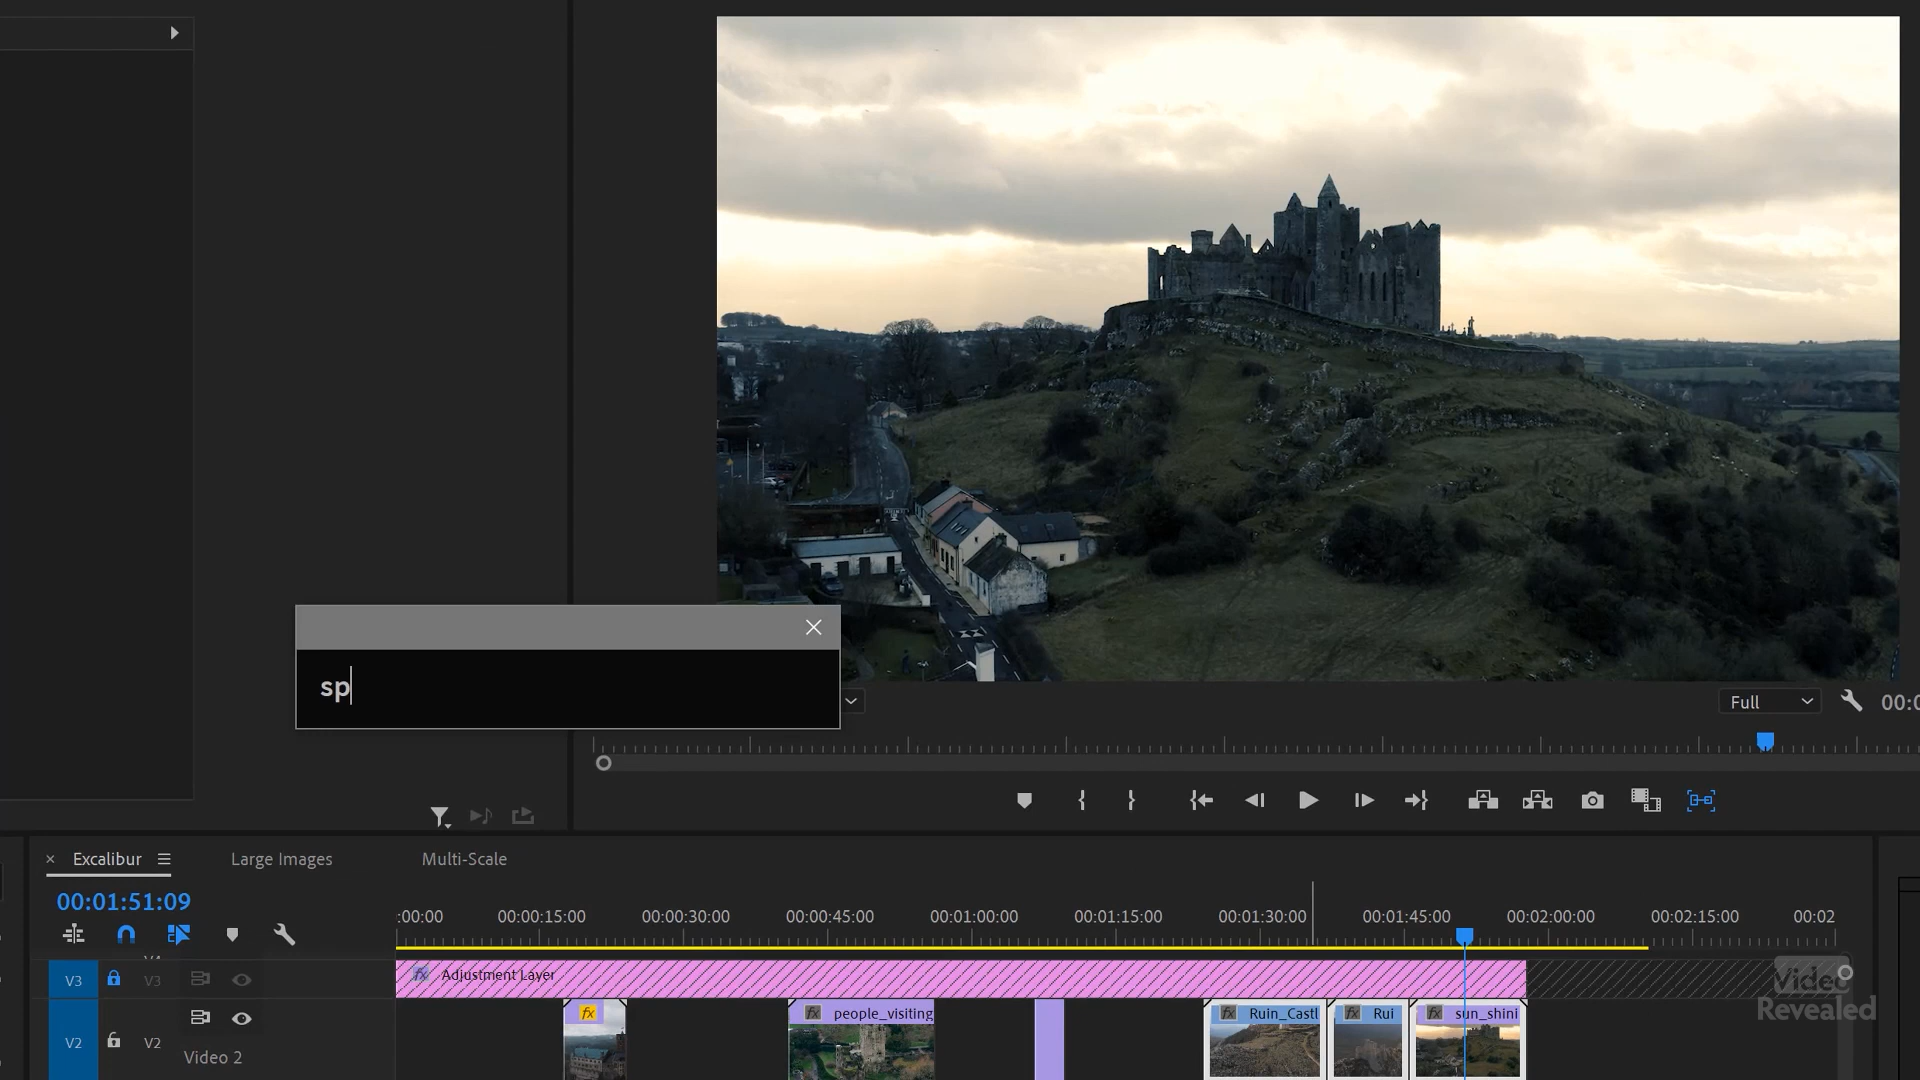 sp
Full
00:0
Excalibur
Large Images
Multi-Scale
00:01:51:09
:00:00
00:00:15:00
00:00:30:00
00:00:45:00
00:01:00:00
00:01:15:00
00:01:30:00
00:01:45:00
00:02:00:00
00:02:15:00
00:02
V3
V3
fx
Adjustment Layer
Video
Revealed
fx
fx people_visiting
fx Ruin_Castl
fx Rui
fx sun_shini
V2
V2
Video 2